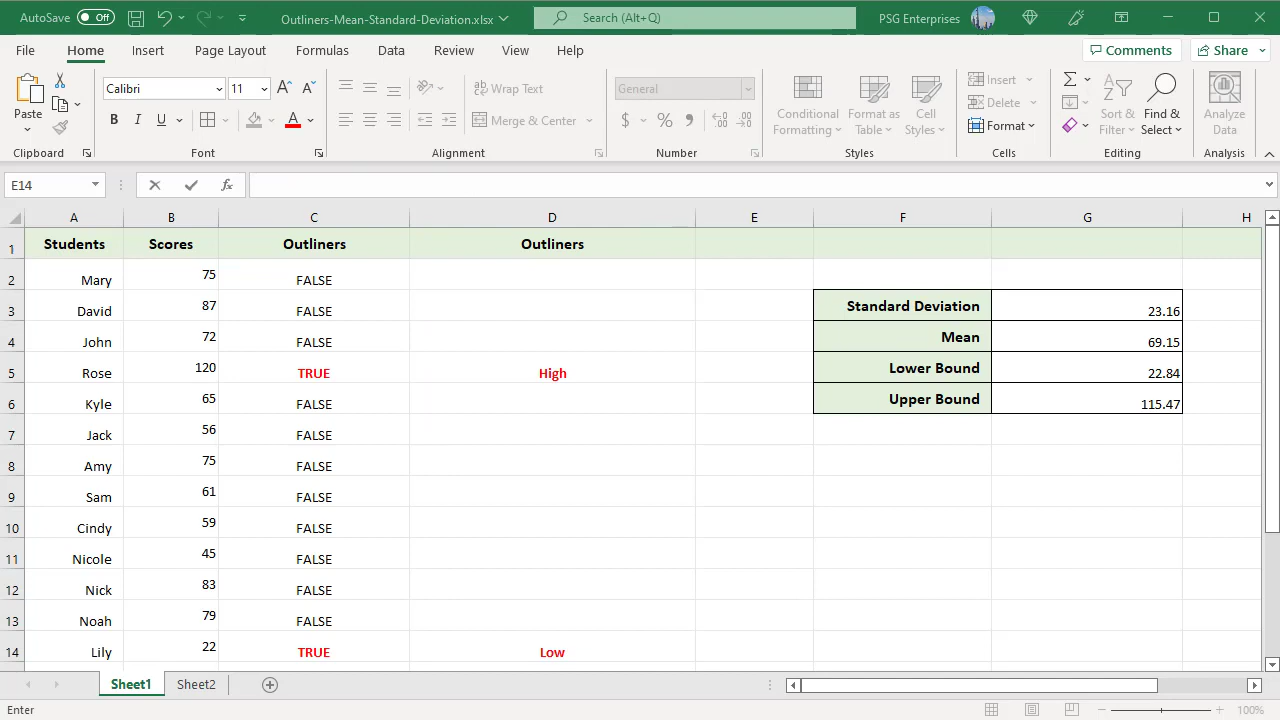 AutoSave Off Outliners-Mean-Standard-Deviation.xlsx Search (Alt+Q) PSG Enterprises
File Home Insert Page Layout Formulas Data Review View Help Comments Share
Paste
Clipboard
Calibri 11
B I U A
Font
Wrap Text
Merge & Center
Alignment
General
$ % 9
Number
Conditional Formatting
Format as Table
Cell Styles
Styles
Insert
Delete
Format
Cells
Sort & Filter
Find & Select
Editing
Analyze Data
Analysis
E14 fx
A B C D E F G H
1 Students Scores Outliners Outliners
2 Mary 75 FALSE
3 David 87 FALSE Standard Deviation 23.16
4 John 72 FALSE Mean 69.15
5 Rose 120 TRUE High Lower Bound 22.84
6 Kyle 65 FALSE Upper Bound 115.47
7 Jack 56 FALSE
8 Amy 75 FALSE
9 Sam 61 FALSE
10 Cindy 59 FALSE
11 Nicole 45 FALSE
12 Nick 83 FALSE
13 Noah 79 FALSE
14 Lily 22 TRUE Low
Sheet1 Sheet2
Enter 100%